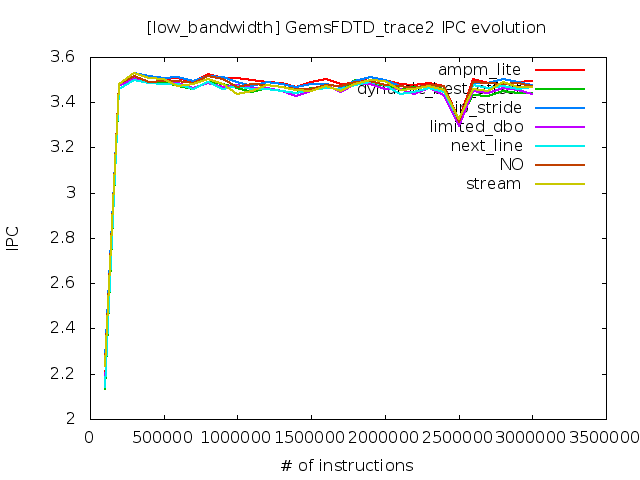 [low_bandwidth] GemsFDTD_trace2 IPC evolution
3.6
3.4
3.2
3
2.8
2.6
2.4
2.2
2
IPC
ampm_lite
limited_dbo
next_line
NO
stream
0 500000 1000000 1500000 2000000 2500000 3000000 3500000
# of instructions